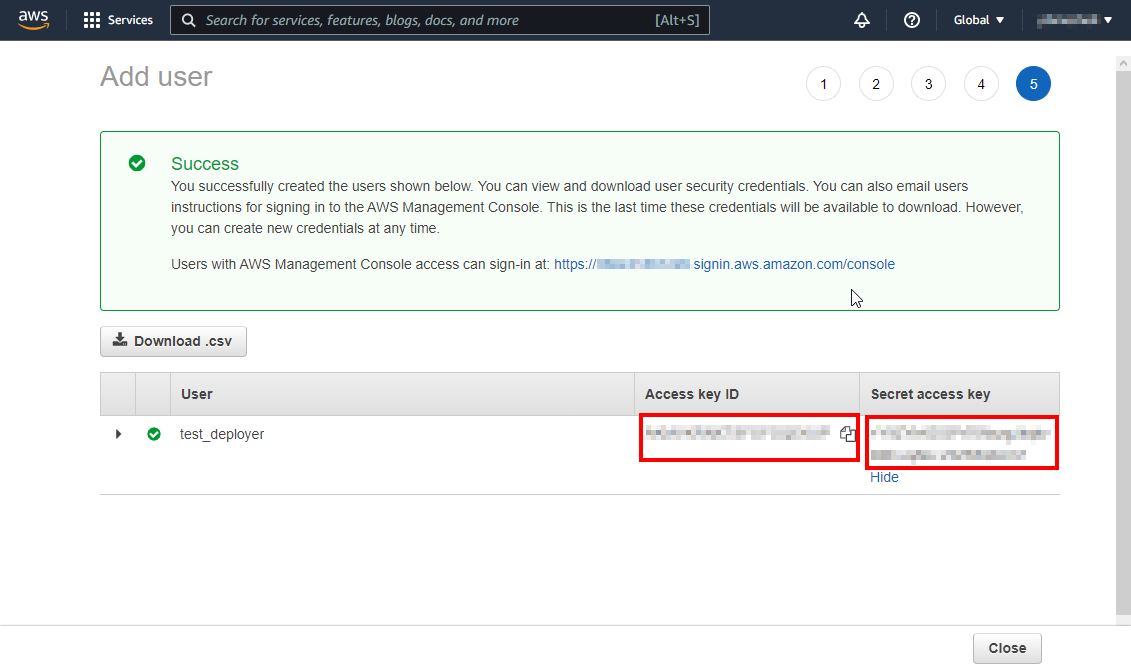 aws Services Search for services, features, blogs, docs, and more [Alt+S] Global
Add user
1 2 3 4 5
Success
You successfully created the users shown below. You can view and download user security credentials. You can also email users
instructions for signing in to the AWS Management Console. This is the last time these credentials will be available to download. However,
you can create new credentials at any time.
Users with AWS Management Console access can sign-in at: https:// signin.aws.amazon.com/console
Download .csv
User Access key ID Secret access key
test_deployer
Hide
Close